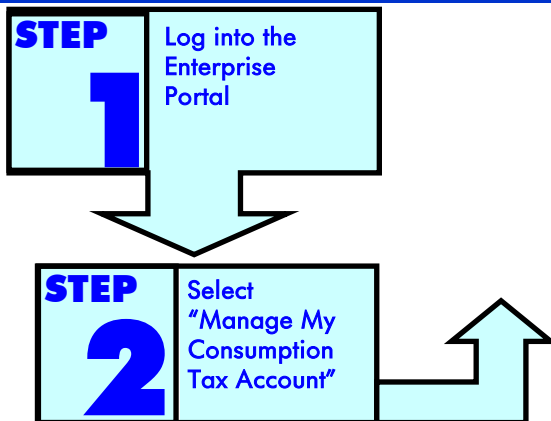 STEP
1
Log into the
Enterprise
Portal
STEP
2
Select
“Manage My
Consumption
Tax Account”